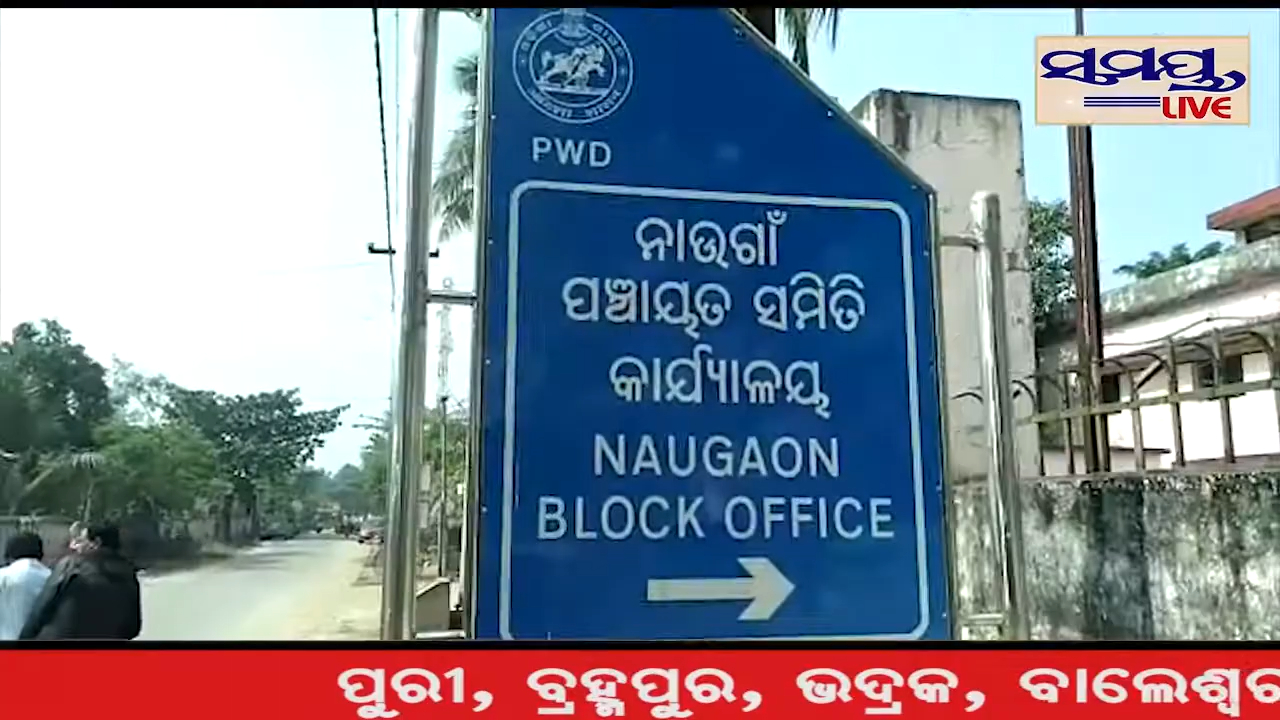 ସମୟ
LIVE
PWD
ନାଉଗାଁ
ପଞ୍ଚାୟତ ସମିତି
କାର୍ଯ୍ୟାଳୟ
NAUGAON
BLOCK OFFICE
ପୁରୀ, ବ୍ରହ୍ମପୁର, ଭଦ୍ରକ, ବାଲେଶ୍ୱର